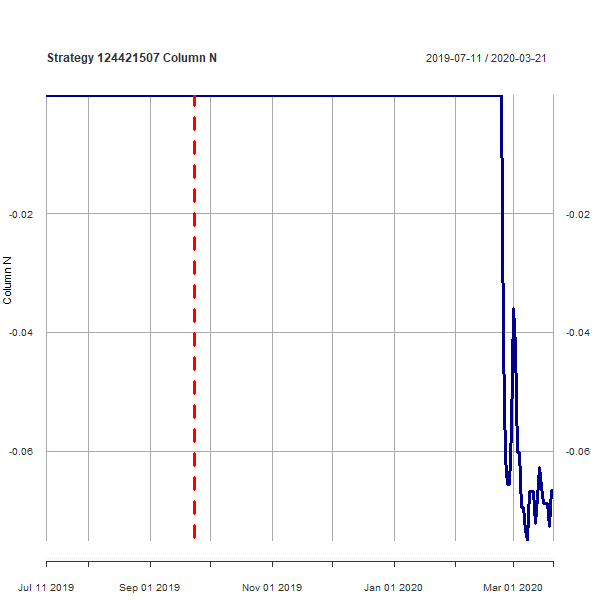 Strategy 124421507 Column N
2019-07-11 / 2020-03-21
Column N
-0.02
-0.02
-0.04
-0.04
-0.06
-0.06
Jul 11 2019
Sep 01 2019
Nov 01 2019
Jan 01 2020
Mar 01 2020